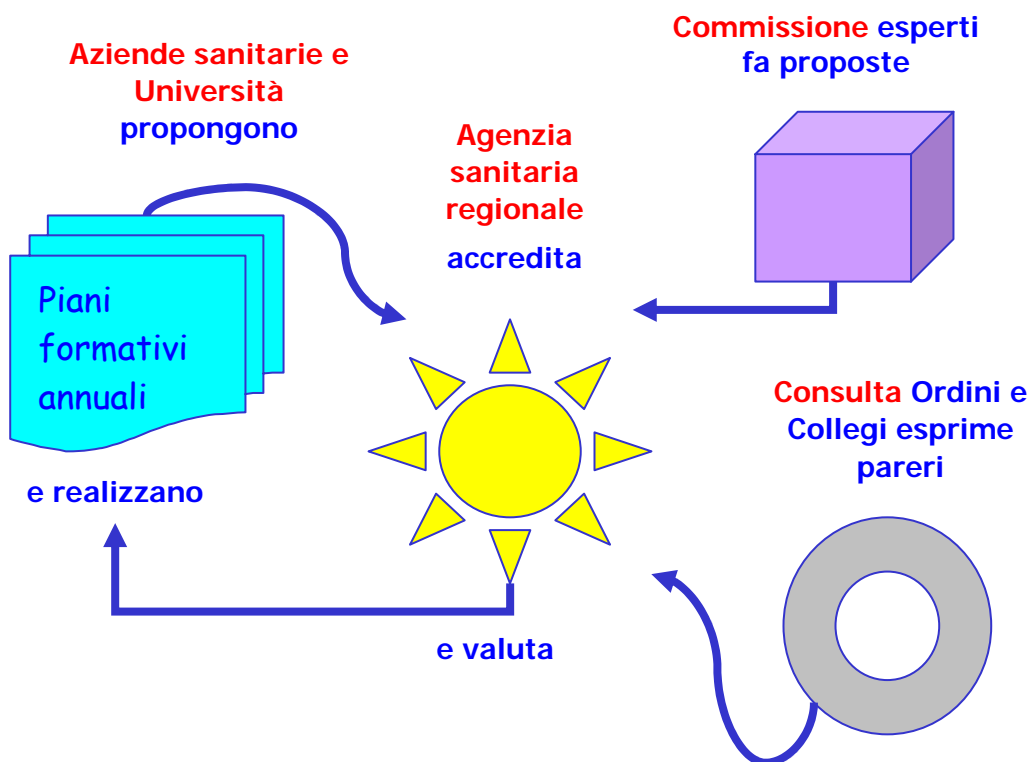 Aziende sanitarie e
Università
propongono
Piani
formativi
annuali
e realizzano
Agenzia
sanitaria
regionale
accredita
e valuta
Commissione esperti
fa proposte
Consulta Ordini e
Collegi esprime
pareri